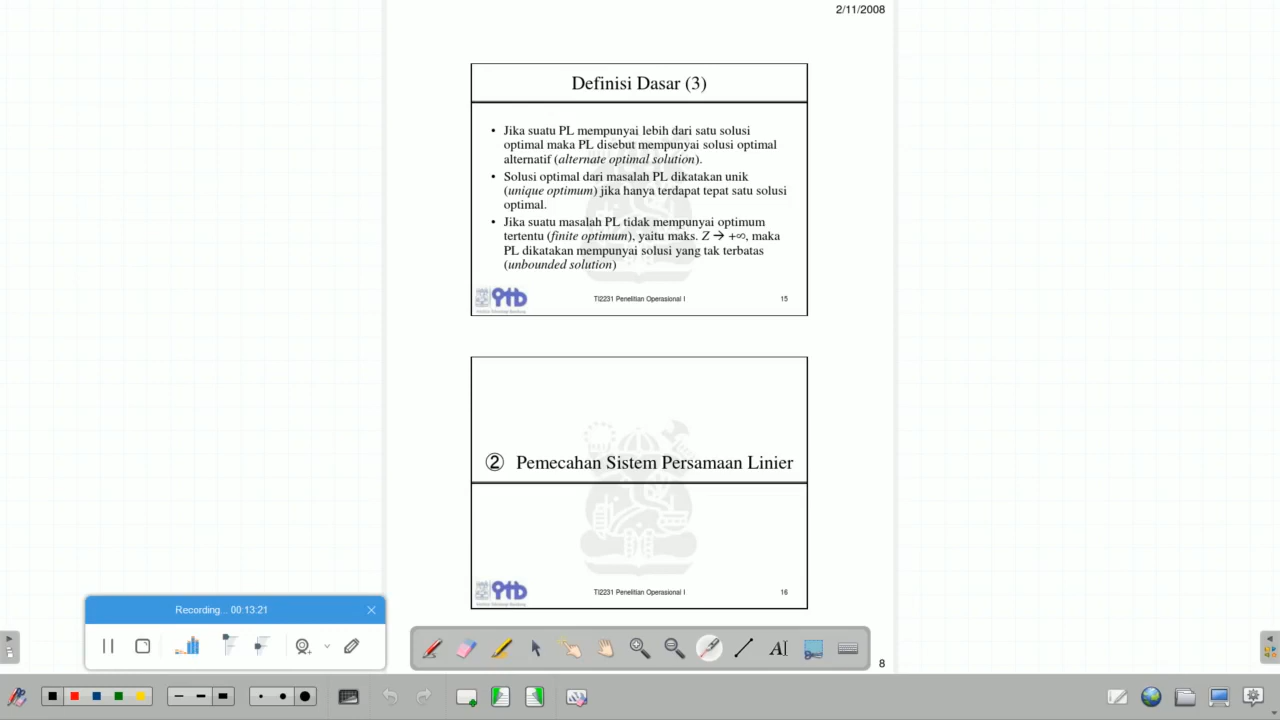 2/11/2008
Definisi Dasar (3)
• Jika suatu PL mempunyai lebih dari satu solusi
optimal maka PL disebut mempunyai solusi optimal
alternatif (alternate optimal solution).
• Solusi optimal dari masalah PL dikatakan unik
(unique optimum) jika hanya terdapat tepat satu solusi
optimal.
• Jika suatu masalah PL tidak mempunyai optimum
tertentu (finite optimum), yaitu maks. Z → +∞, maka
PL dikatakan mempunyai solusi yang tak terbatas
(unbounded solution)
TI2231 Penelitian Operasional I 15
② Pemecahan Sistem Persamaan Linier
TI2231 Penelitian Operasional I 16
Recording... 00:13:21
8